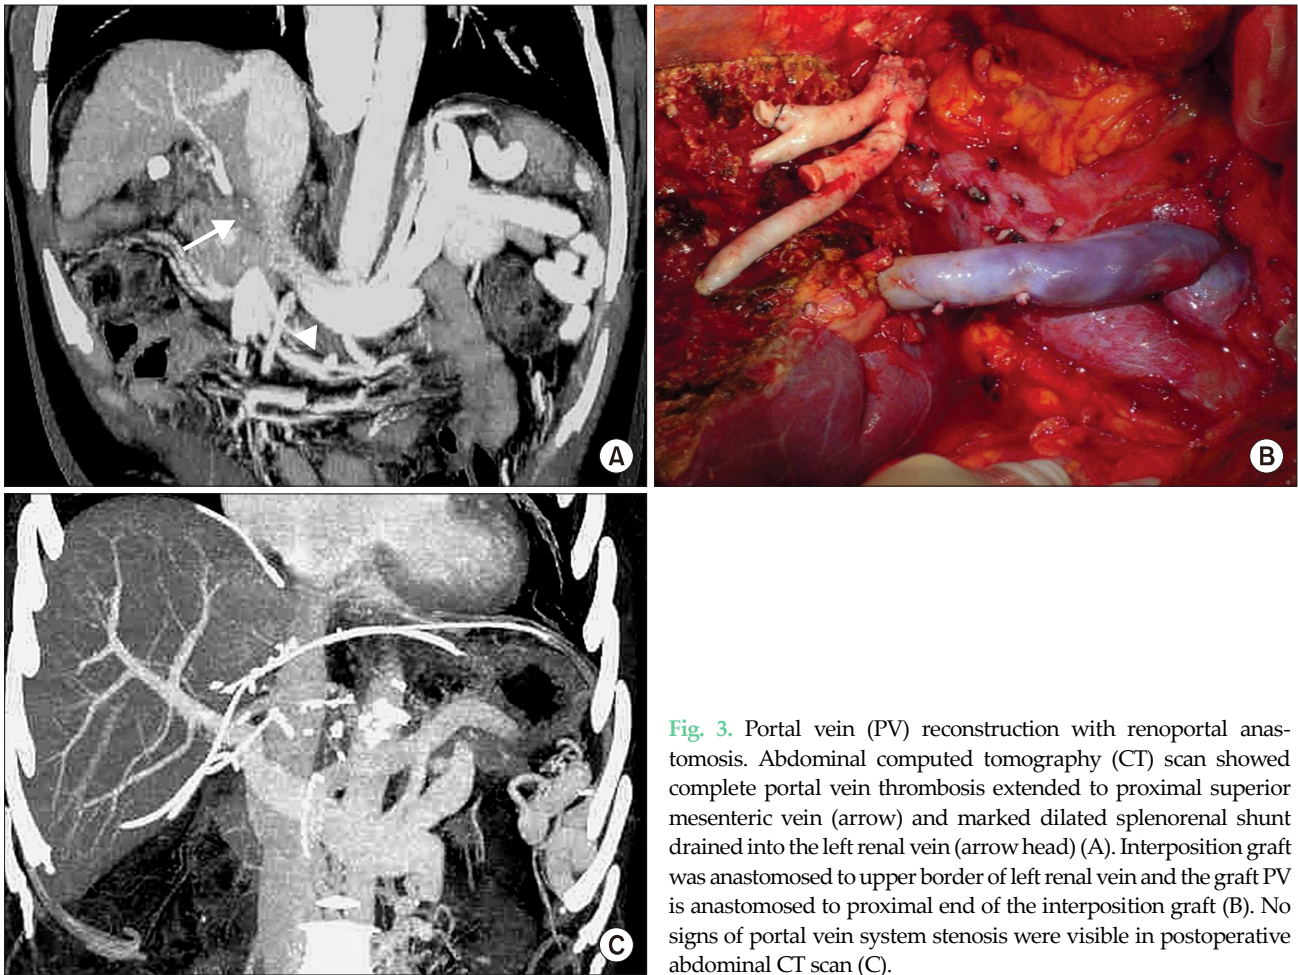 A
B
C
Fig. 3. Portal vein (PV) reconstruction with renoportal anas-
tomosis. Abdominal computed tomography (CT) scan showed
complete portal vein thrombosis extended to proximal superior
mesenteric vein (arrow) and marked dilated splenorenal shunt
drained into the left renal vein (arrow head) (A). Interposition graft
was anastomosed to upper border of left renal vein and the graft PV
is anastomosed to proximal end of the interposition graft (B). No
signs of portal vein system stenosis were visible in postoperative
abdominal CT scan (C).